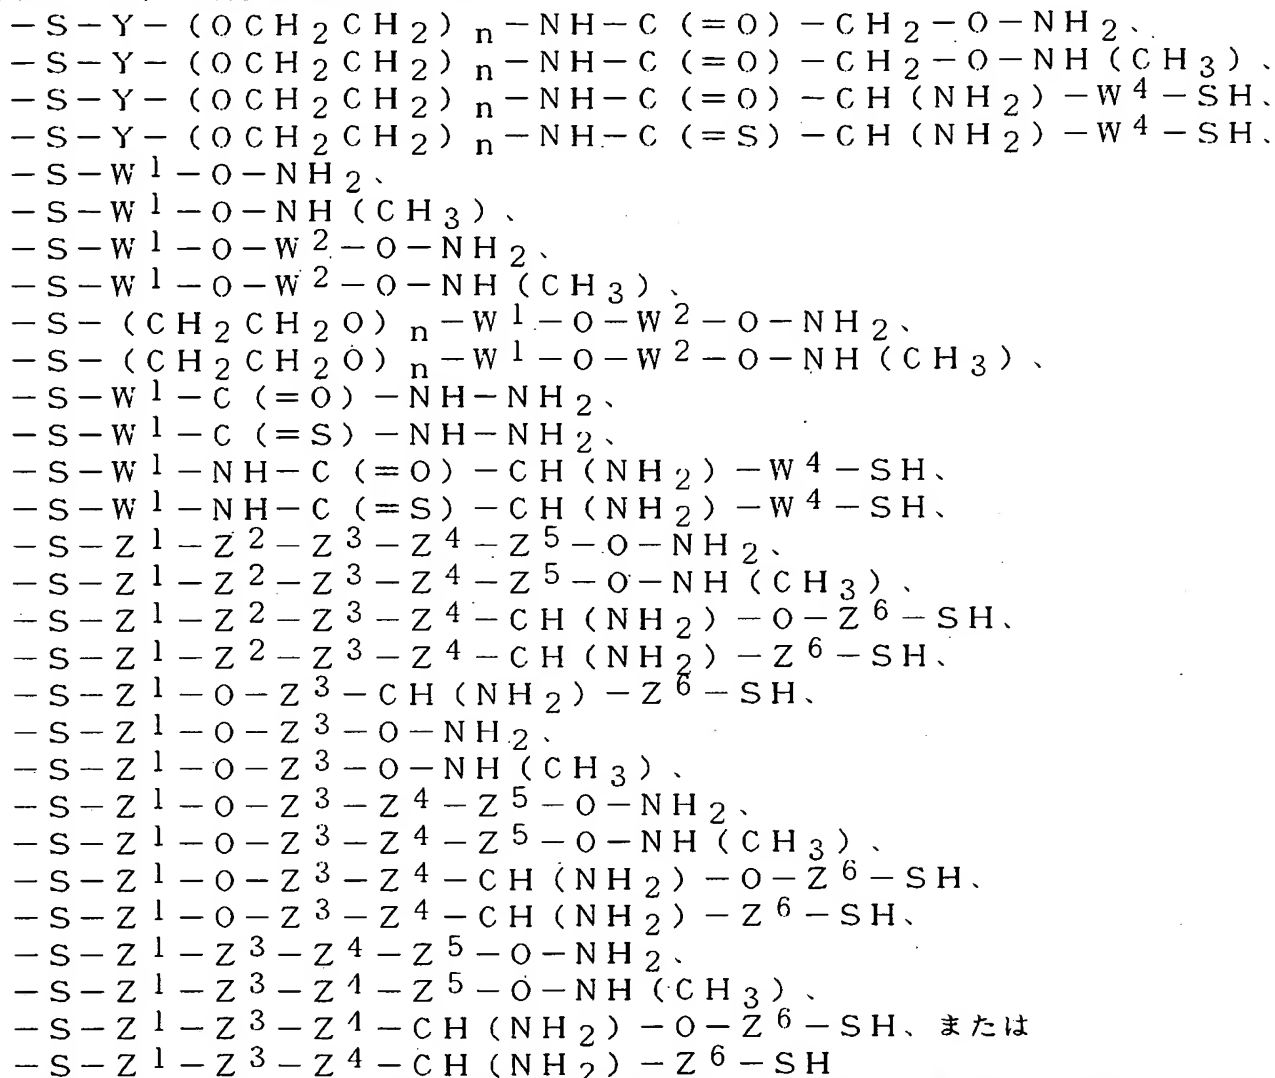 －S－Y－(OCH₂CH₂)ₙ－NH－C(=O)－CH₂－O－NH₂、
－S－Y－(OCH₂CH₂)ₙ－NH－C(=O)－CH₂－O－NH(CH₃)、
－S－Y－(OCH₂CH₂)ₙ－NH－C(=O)－CH(NH₂)－W⁴－SH、
－S－Y－(OCH₂CH₂)ₙ－NH－C(=S)－CH(NH₂)－W⁴－SH、
－S－W¹－O－NH₂、
－S－W¹－O－NH(CH₃)、
－S－W¹－O－W²－O－NH₂、
－S－W¹－O－W²－O－NH(CH₃)、
－S－(CH₂CH₂O)ₙ－W¹－O－W²－O－NH₂、
－S－(CH₂CH₂O)ₙ－W¹－O－W²－O－NH(CH₃)、
－S－W¹－C(=O)－NH－NH₂、
－S－W¹－C(=S)－NH－NH₂、
－S－W¹－NH－C(=O)－CH(NH₂)－W⁴－SH、
－S－W¹－NH－C(=S)－CH(NH₂)－W⁴－SH、
－S－Z¹－Z²－Z³－Z⁴－Z⁵－O－NH₂、
－S－Z¹－Z²－Z³－Z⁴－Z⁵－O－NH(CH₃)、
－S－Z¹－Z²－Z³－Z⁴－CH(NH₂)－O－Z⁶－SH、
－S－Z¹－Z²－Z³－Z⁴－CH(NH₂)－Z⁶－SH、
－S－Z¹－O－Z³－CH(NH₂)－Z⁶－SH、
－S－Z¹－O－Z³－O－NH₂、
－S－Z¹－O－Z³－O－NH(CH₃)、
－S－Z¹－O－Z³－Z⁴－Z⁵－O－NH₂、
－S－Z¹－O－Z³－Z⁴－Z⁵－O－NH(CH₃)、
－S－Z¹－O－Z³－Z⁴－CH(NH₂)－O－Z⁶－SH、
－S－Z¹－O－Z³－Z⁴－CH(NH₂)－Z⁶－SH、
－S－Z¹－Z³－Z⁴－Z⁵－O－NH₂、
－S－Z¹－Z³－Z⁴－Z⁵－O－NH(CH₃)、
－S－Z¹－Z³－Z⁴－CH(NH₂)－O－Z⁶－SH、または
－S－Z¹－Z³－Z⁴－CH(NH₂)－Z⁶－SH